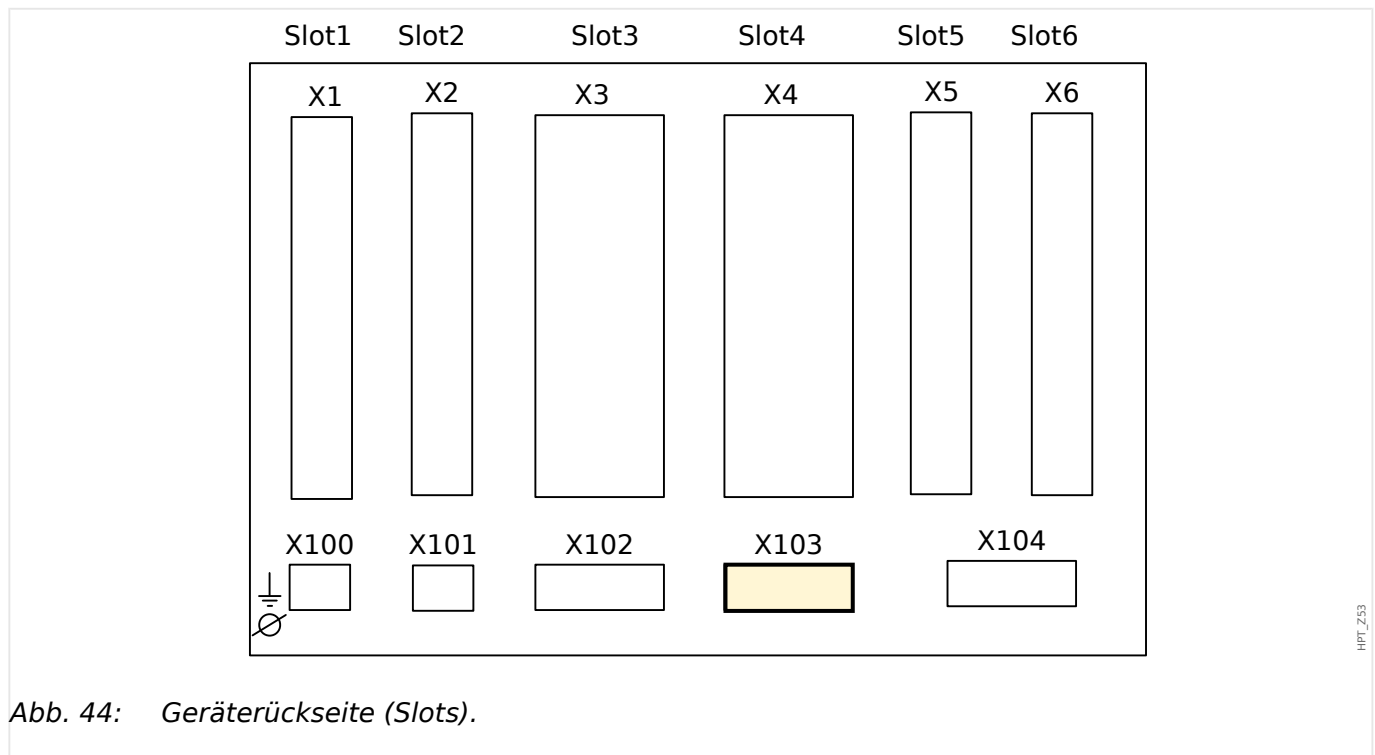 Slot1 Slot2 Slot3 Slot4 Slot5 Slot6
X1 X2 X3 X4 X5 X6
X100 X101 X102 X103 X104
HPT_Z53
Abb. 44: Geräterückseite (Slots).